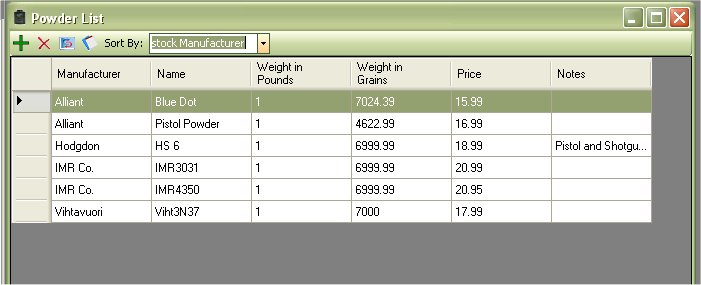 Powder List
Sort By: stock Manufacturer
Manufacturer Name Weight in Pounds Weight in Grains Price Notes
Alliant Blue Dot 1 7024.39 15.99
Alliant Pistol Powder 1 4622.99 16.99
Hodgdon HS 6 1 6999.99 18.99 Pistol and Shotgu...
IMR Co. IMR3031 1 6999.99 20.99
IMR Co. IMR4350 1 6999.99 20.95
Vihtavuori Viht3N37 1 7000 17.99